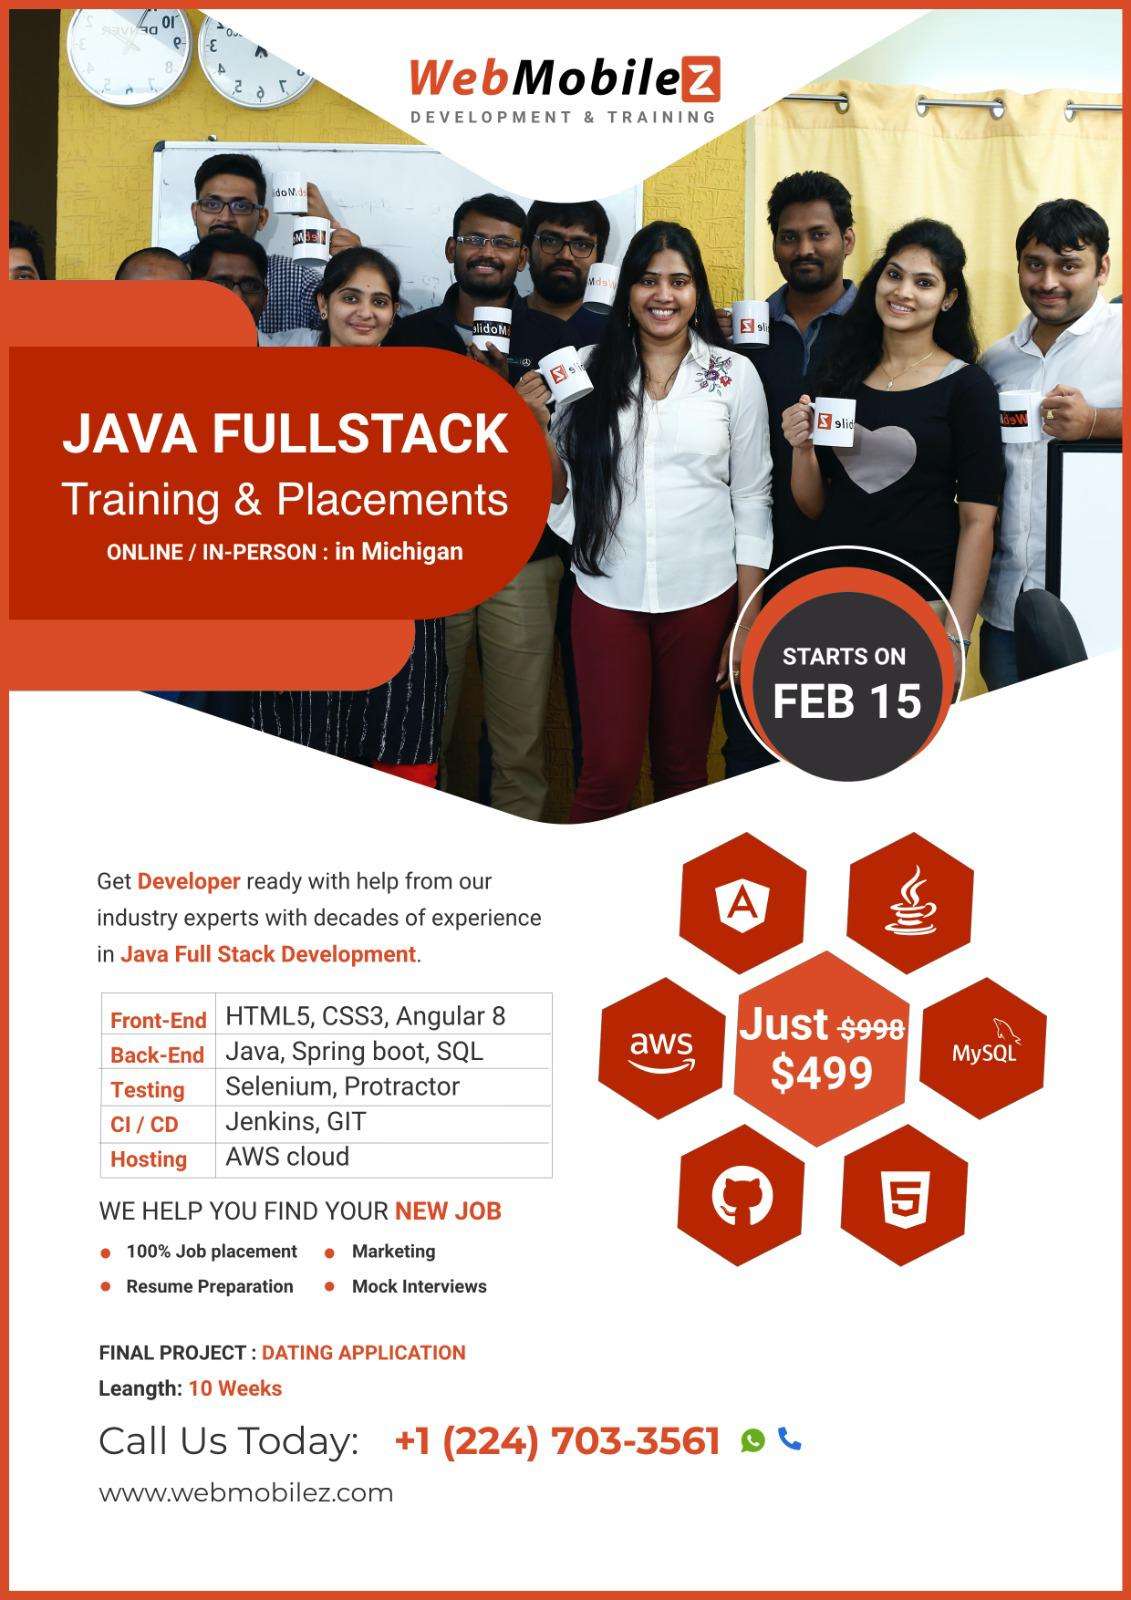 WebMobileZ
DEVELOPMENT & TRAINING
JAVA FULLSTACK
Training & Placements
ONLINE / IN-PERSON : in Michigan
STARTS ON
FEB 15
Get Developer ready with help from our
industry experts with decades of experience
in Java Full Stack Development.
Front-End HTML5, CSS3, Angular 8
Back-End Java, Spring boot, SQL
Testing Selenium, Protractor
CI / CD Jenkins, GIT
Hosting AWS cloud
aws
Just $998
$499
MySQL
WE HELP YOU FIND YOUR NEW JOB
100% Job placement
Marketing
Resume Preparation
Mock Interviews
FINAL PROJECT : DATING APPLICATION
Leangth: 10 Weeks
Call Us Today: +1 (224) 703-3561
www.webmobilez.com